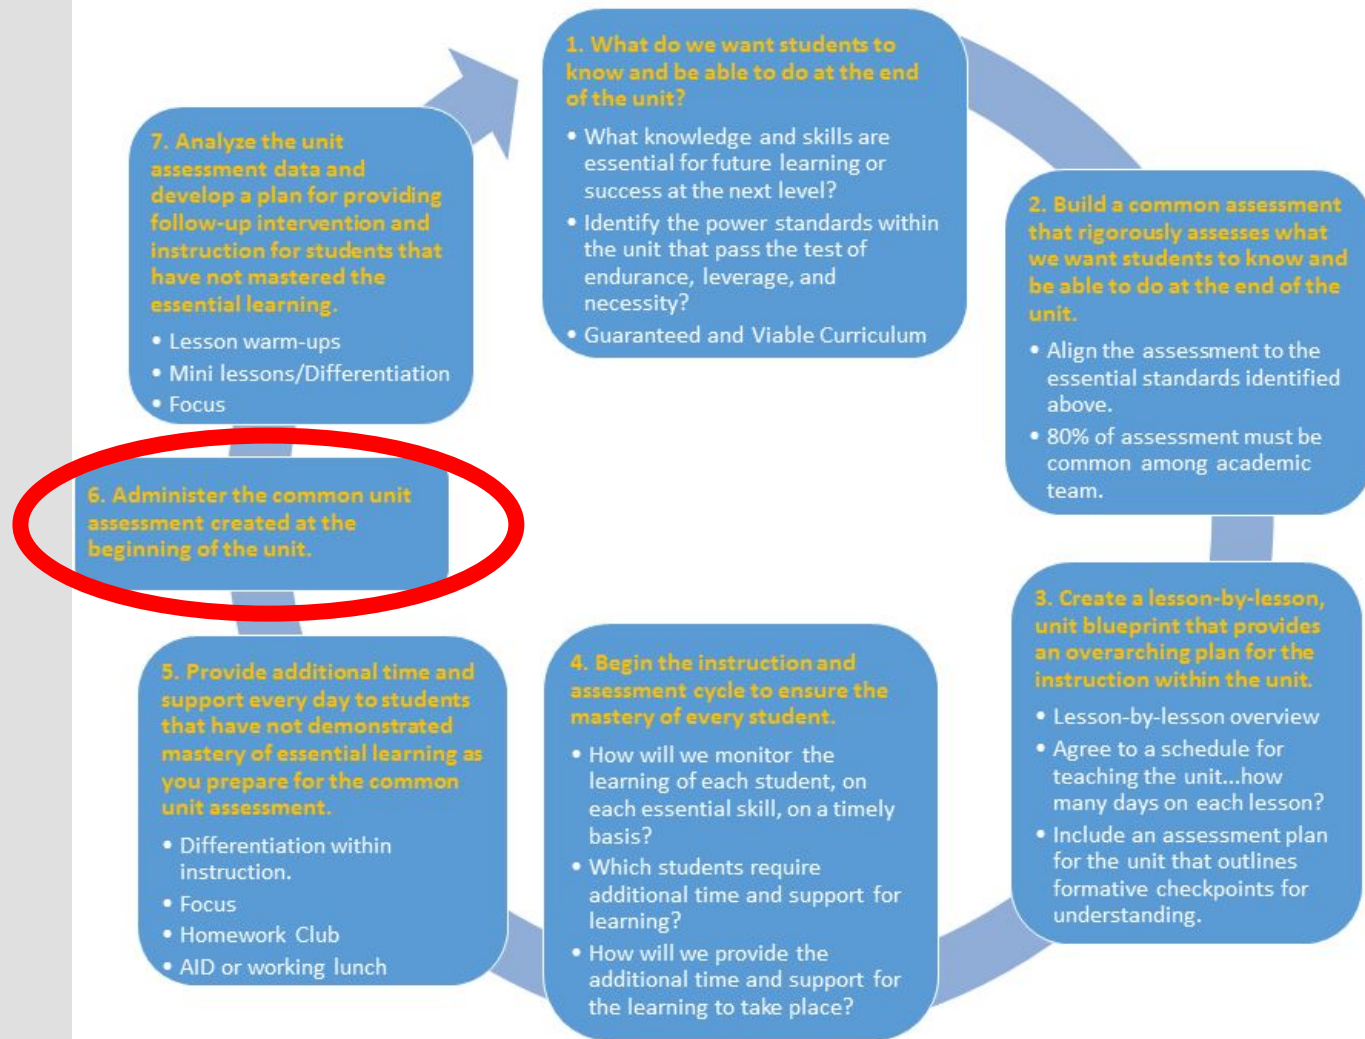 1. What do we want students to
know and be able to do at the end
of the unit?
• What knowledge and skills are
essential for future learning or
success at the next level?
• Identify the power standards within
the unit that pass the test of
endurance, leverage, and
necessity?
• Guaranteed and Viable Curriculum
2. Build a common assessment
that rigorously assesses what
we want students to know and
be able to do at the end of the
unit.
• Align the assessment to the
essential standards identified
above.
• 80% of assessment must be
common among academic
team.
3. Create a lesson-by-lesson,
unit blueprint that provides
an overarching plan for the
instruction within the unit.
• Lesson-by-lesson overview
• Agree to a schedule for
teaching the unit...how
many days on each lesson?
• Include an assessment plan
for the unit that outlines
formative checkpoints for
understanding.
4. Begin the instruction and
assessment cycle to ensure the
mastery of every student.
• How will we monitor the
learning of each student, on
each essential skill, on a timely
basis?
• Which students require
additional time and support for
learning?
• How will we provide the
additional time and support for
the learning to take place?
5. Provide additional time and
support every day to students
that have not demonstrated
mastery of essential learning as
you prepare for the common
unit assessment.
• Differentiation within
instruction.
• Focus
• Homework Club
• AID or working lunch
6. Administer the common unit
assessment created at the
beginning of the unit.
7. Analyze the unit
assessment data and
develop a plan for providing
follow-up intervention and
instruction for students that
have not mastered the
essential learning.
• Lesson warm-ups
• Mini lessons/Differentiation
• Focus